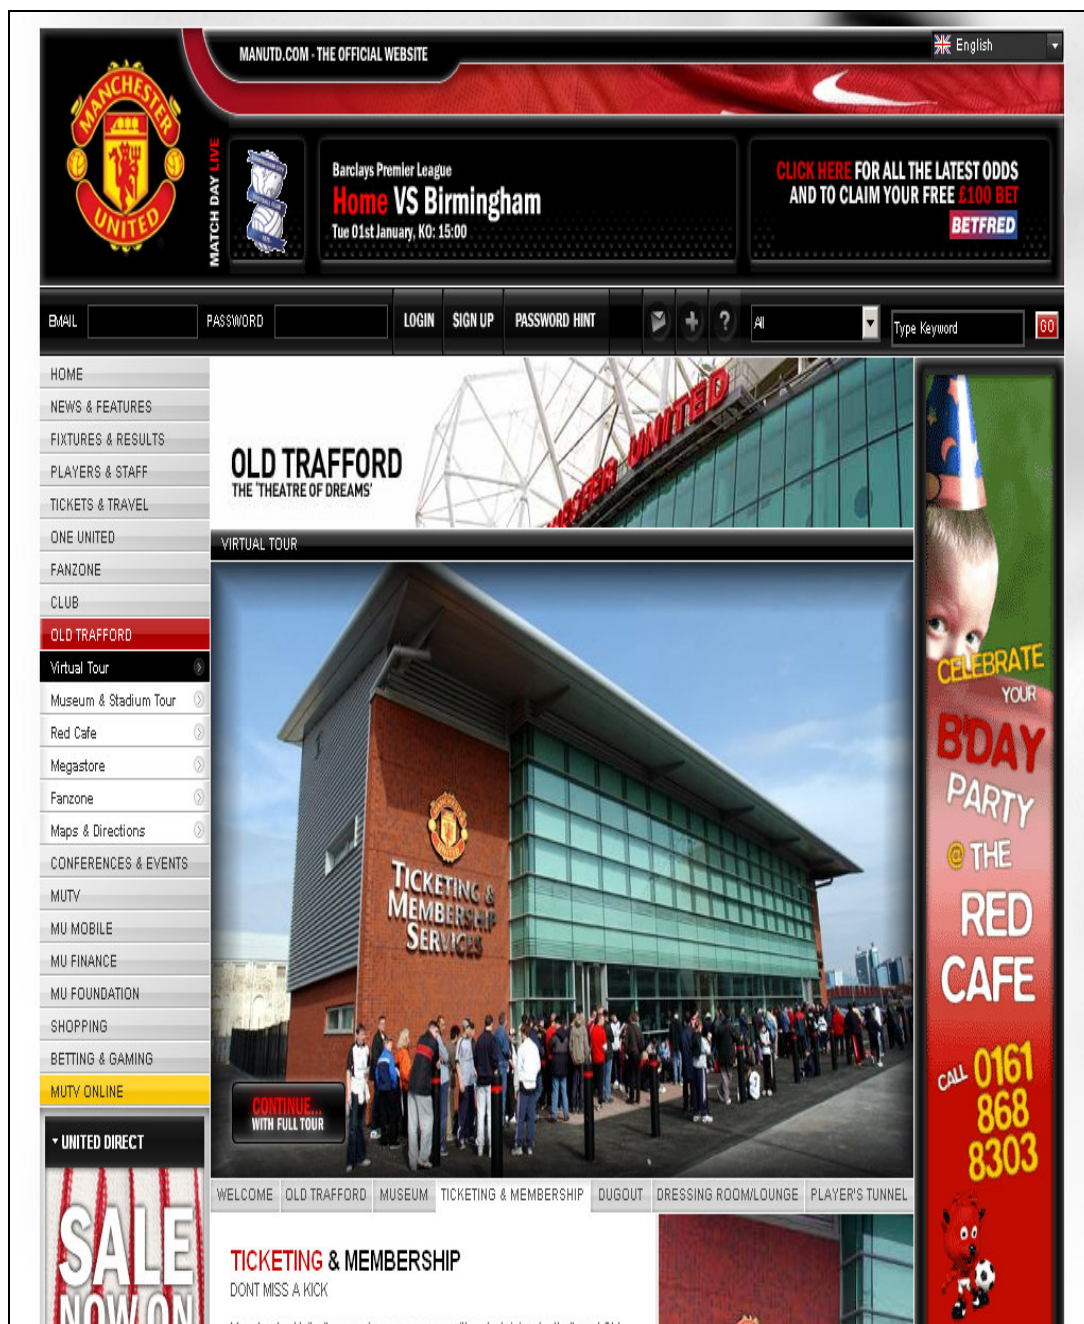 MANUTD.COM - THE OFFICIAL WEBSITE
English
MANCHESTER
UNITED
MATCH DAY LIVE
Barclays Premier League
Home VS Birmingham
Tue 01st January, KO: 15:00
CLICK HERE FOR ALL THE LATEST ODDS
AND TO CLAIM YOUR FREE £100 BET
BETFRED
EMAIL
PASSWORD
LOGIN
SIGN UP
PASSWORD HINT
All
Type Keyword
GO
HOME
NEWS & FEATURES
FIXTURES & RESULTS
PLAYERS & STAFF
TICKETS & TRAVEL
ONE UNITED
FANZONE
CLUB
OLD TRAFFORD
Virtual Tour
Museum & Stadium Tour
Red Cafe
Megastore
Fanzone
Maps & Directions
CONFERENCES & EVENTS
MUTV
MU MOBILE
MU FINANCE
MU FOUNDATION
SHOPPING
BETTING & GAMING
MUTV ONLINE
UNITED DIRECT
SALE
NOW ON
OLD TRAFFORD
THE 'THEATRE OF DREAMS'
UNITED
VIRTUAL TOUR
TICKETING &
MEMBERSHIP
SERVICES
CONTINUE...
WITH FULL TOUR
WELCOME
OLD TRAFFORD
MUSEUM
TICKETING & MEMBERSHIP
DUGOUT
DRESSING ROOM/LOUNGE
PLAYER'S TUNNEL
TICKETING & MEMBERSHIP
DONT MISS A KICK
CELEBRATE
YOUR
B'DAY
PARTY
@ THE
RED
CAFE
CALL 0161
868
8303